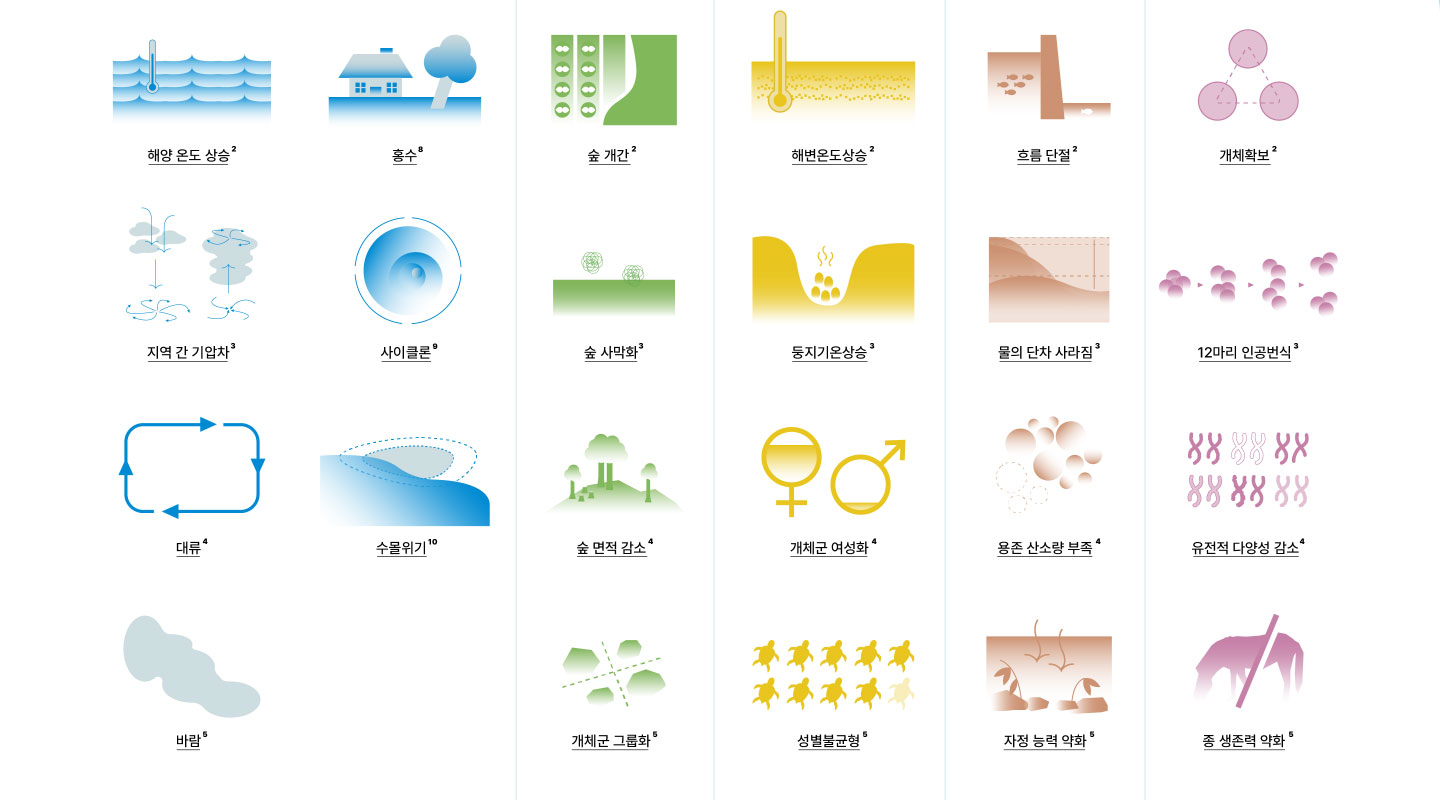 해양 온도 상승²
홍수⁸
숲 개간²
해변온도상승²
흐름 단절²
개체확보²
지역 간 기압차³
사이클론⁹
숲 사막화³
둥지기온상승³
물의 단차 사라짐³
12마리 인공번식³
대류⁴
수몰위기¹⁰
숲 면적 감소⁴
개체군 여성화⁴
용존 산소량 부족⁴
유전적 다양성 감소⁴
바람⁵
개체군 그룹화⁵
성별불균형⁵
자정 능력 약화⁵
종 생존력 약화⁵